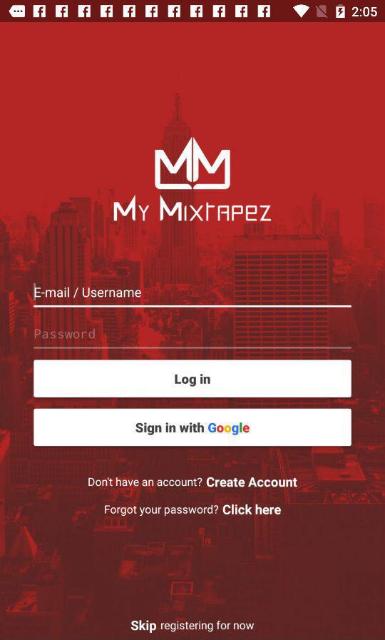 2:05
MM
My Mixtapez
E-mail / Username
Password
Log in
Sign in with Google
Don't have an account? Create Account
Forgot your password? Click here
Skip registering for now